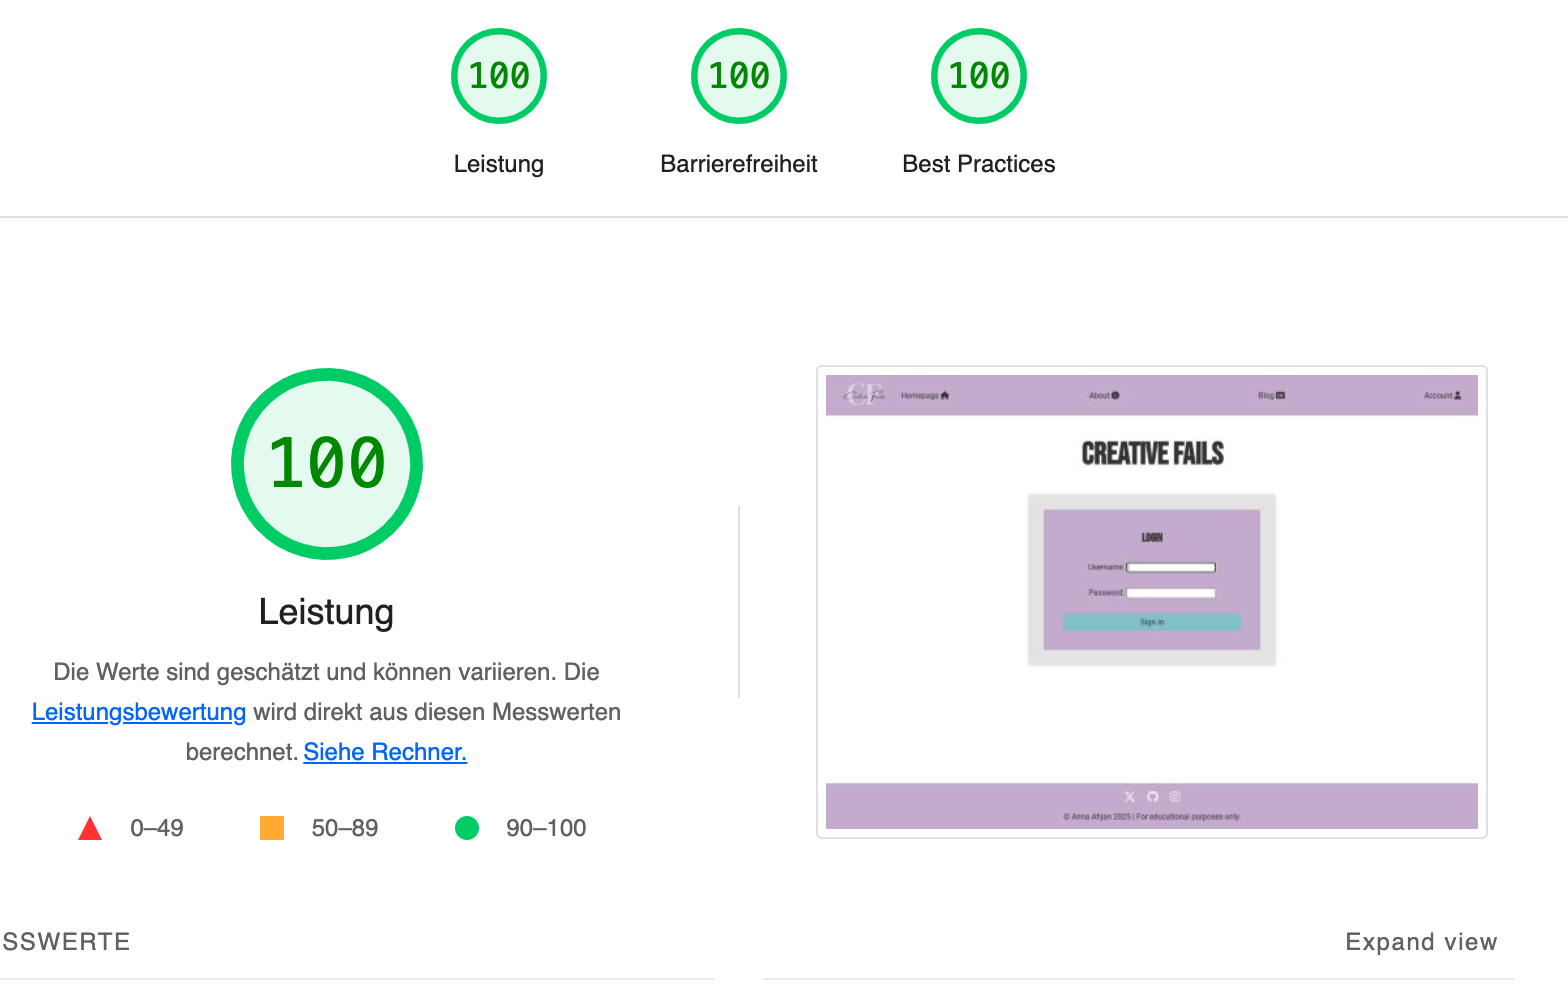 100
100
100
Leistung
Barrierefreiheit
Best Practices
100
Leistung
Die Werte sind geschätzt und können variieren. Die
Leistungsbewertung wird direkt aus diesen Messwerten
berechnet. Siehe Rechner.
0–49
50–89
90–100
CF
Homepage
About
Blog
Account
CREATIVE FAILS
LOGIN
Username:
Password:
Sign In
© Anna Afijan 2025 | For educational purposes only.
SSWERTE
Expand view